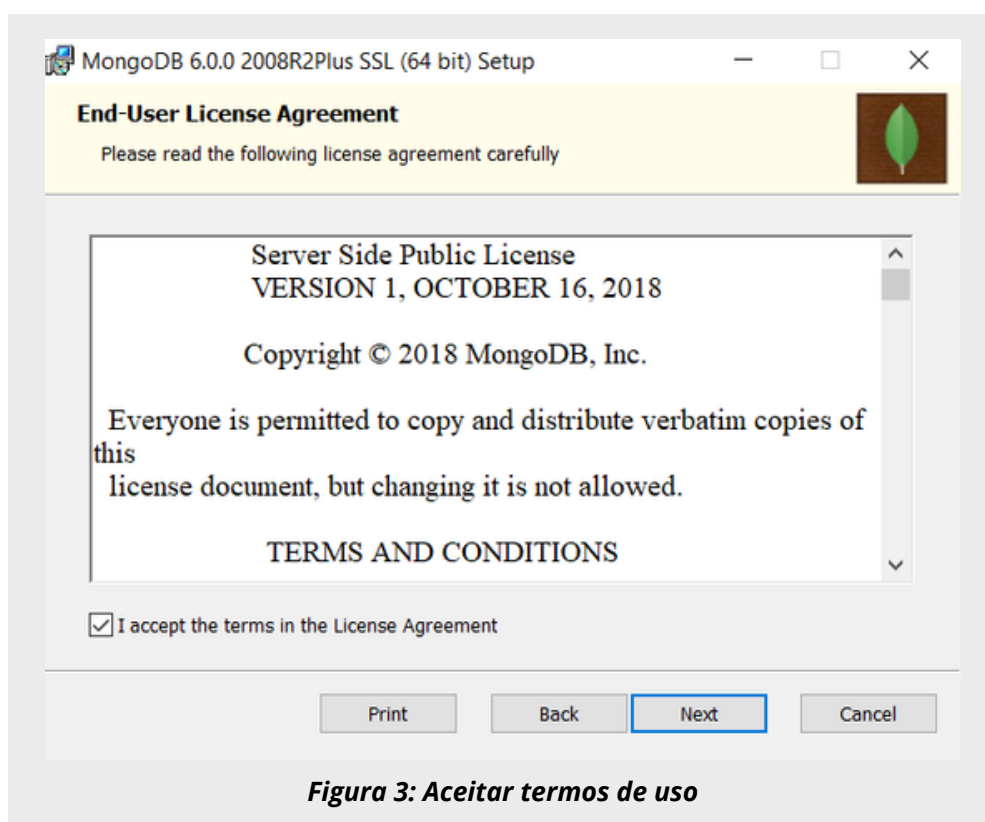 MongoDB 6.0.0 2008R2Plus SSL (64 bit) Setup
End-User License Agreement
Please read the following license agreement carefully
Server Side Public License
VERSION 1, OCTOBER 16, 2018
Copyright © 2018 MongoDB, Inc.
Everyone is permitted to copy and distribute verbatim copies of
this
license document, but changing it is not allowed.
TERMS AND CONDITIONS
I accept the terms in the License Agreement
Print Back Next Cancel
Figura 3: Aceitar termos de uso